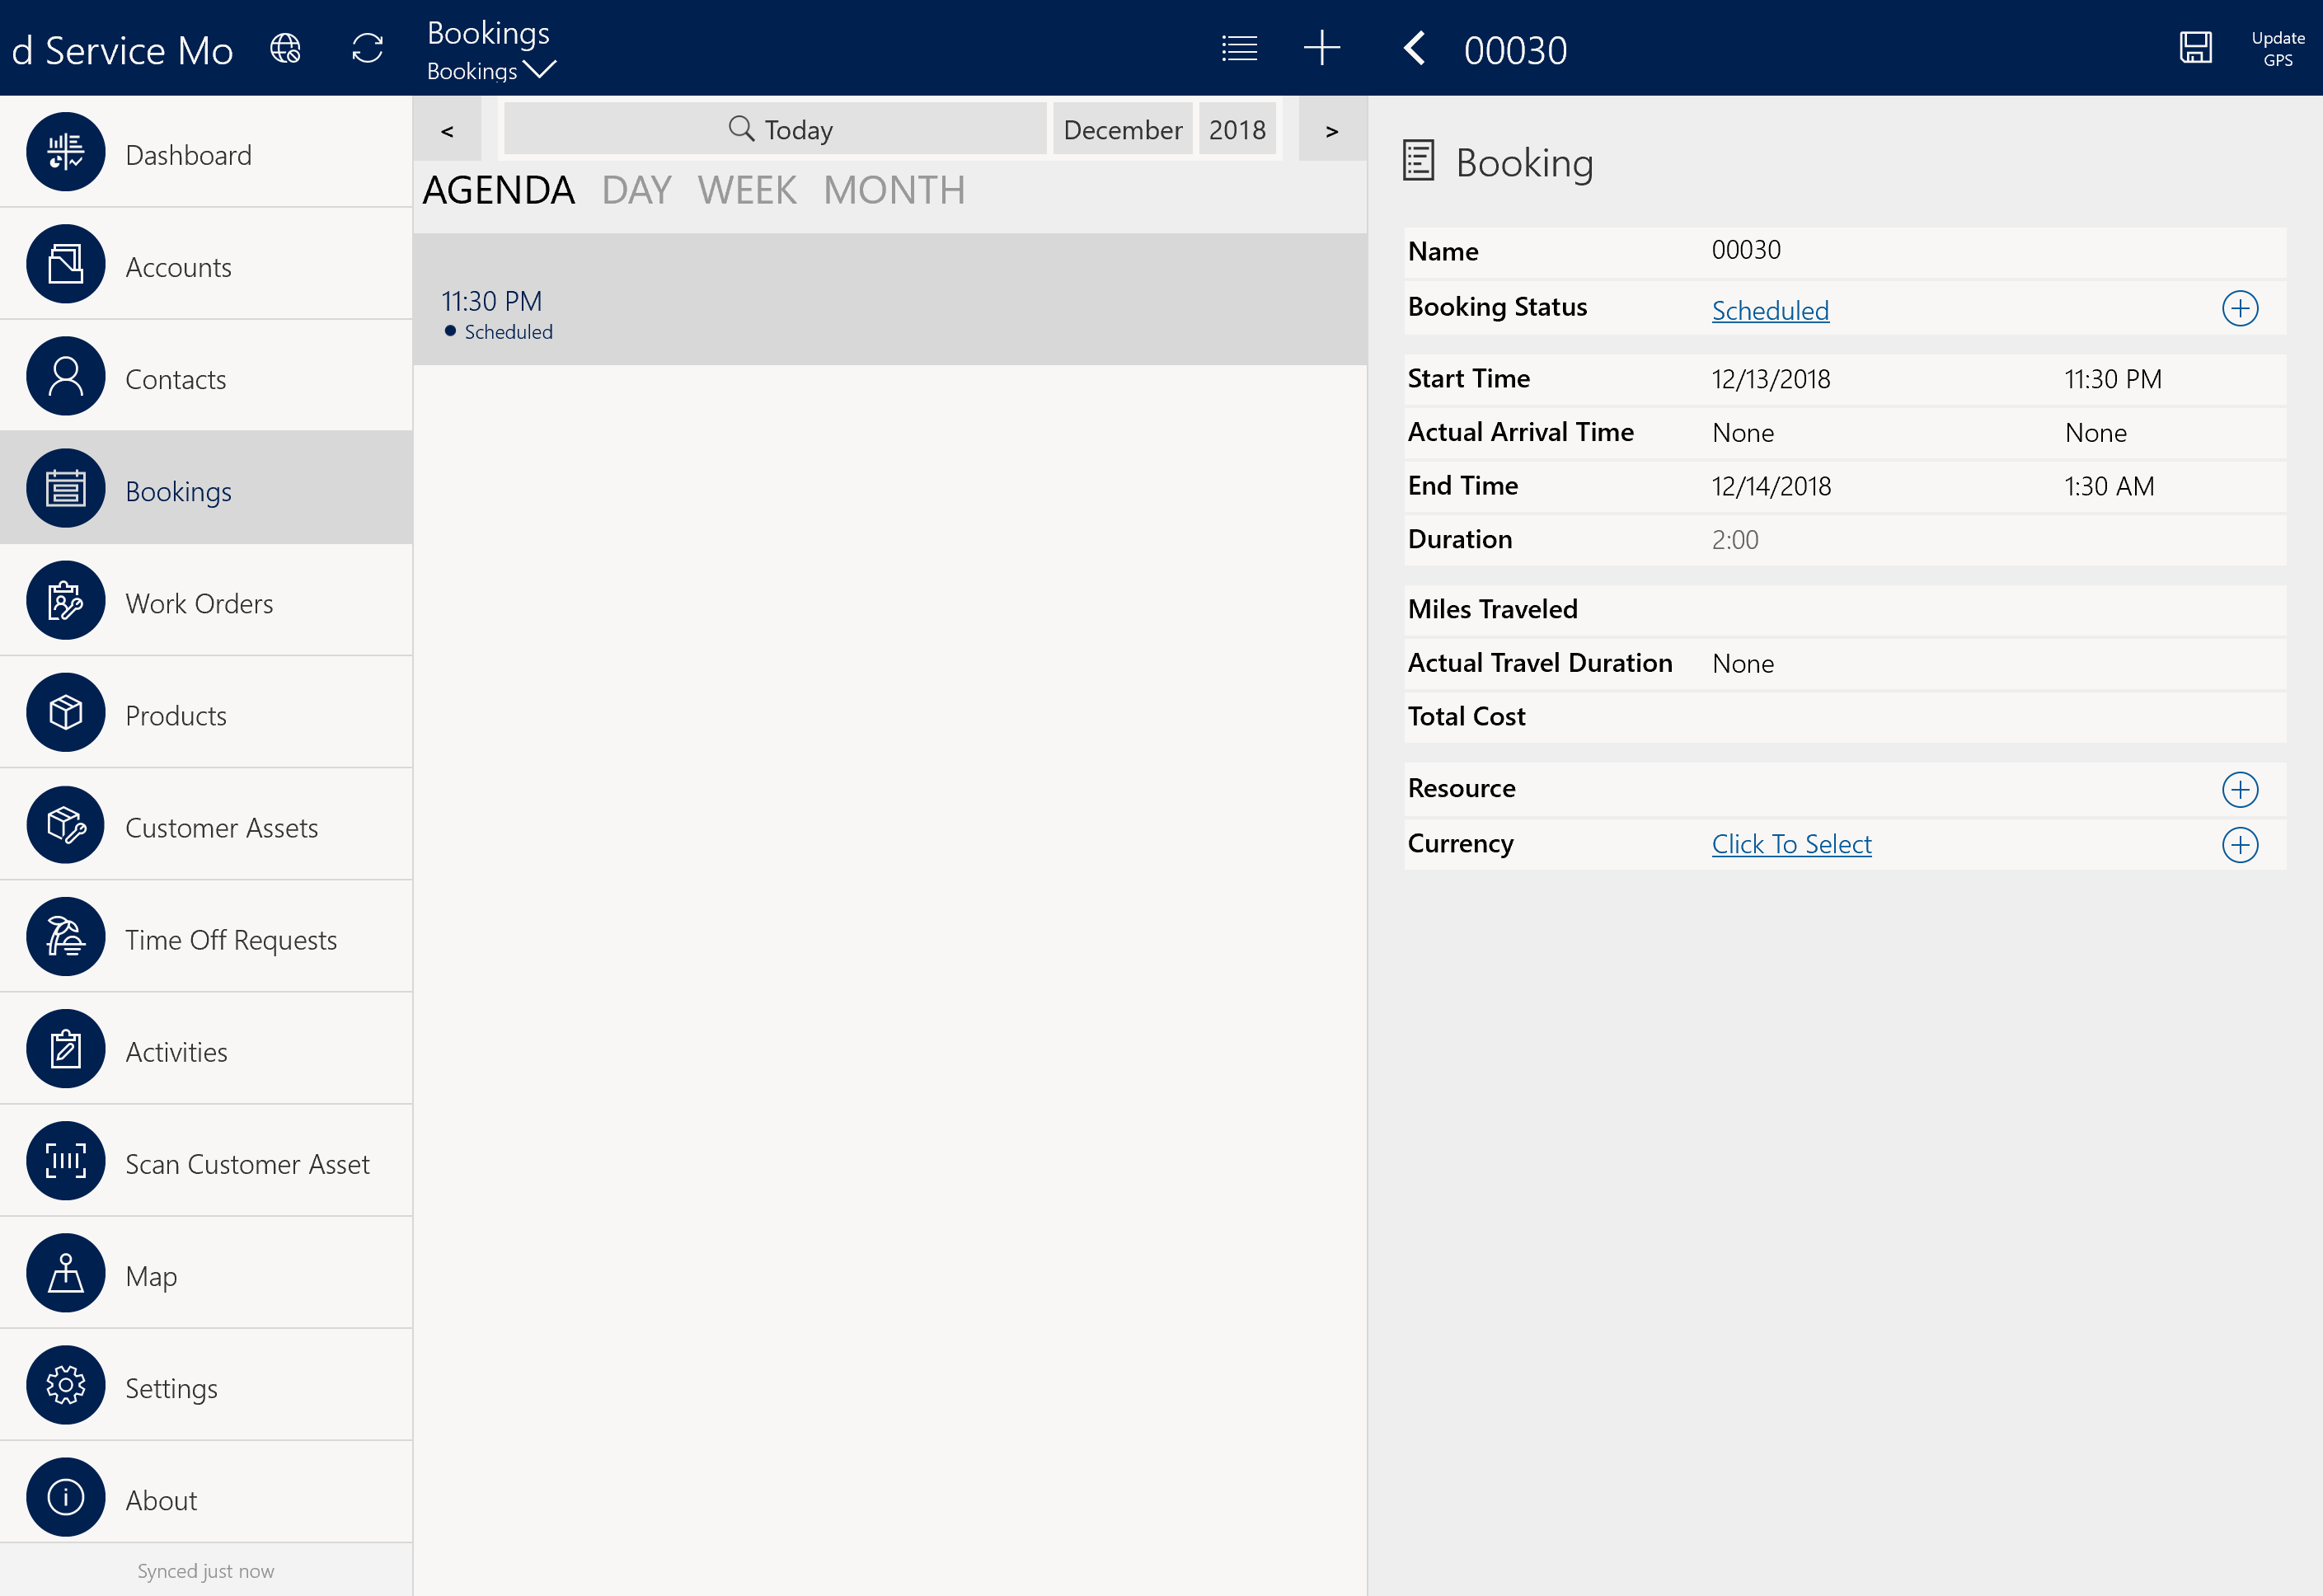 d Service Mo
Bookings
Bookings
00030
Update
GPS
Dashboard
Accounts
Contacts
Bookings
Work Orders
Products
Customer Assets
Time Off Requests
Activities
Scan Customer Asset
Map
Settings
About
Synced just now
< Today December 2018 >
AGENDA DAY WEEK MONTH
11:30 PM
Scheduled
Booking
Name 00030
Booking Status Scheduled
Start Time 12/13/2018 11:30 PM
Actual Arrival Time None None
End Time 12/14/2018 1:30 AM
Duration 2:00
Miles Traveled
Actual Travel Duration None
Total Cost
Resource
Currency Click To Select